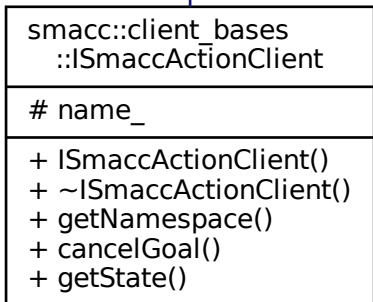 smacc::client_bases
::ISmaccActionClient
# name_
+ ISmaccActionClient()
+ ~ISmaccActionClient()
+ getNamespace()
+ cancelGoal()
+ getState()